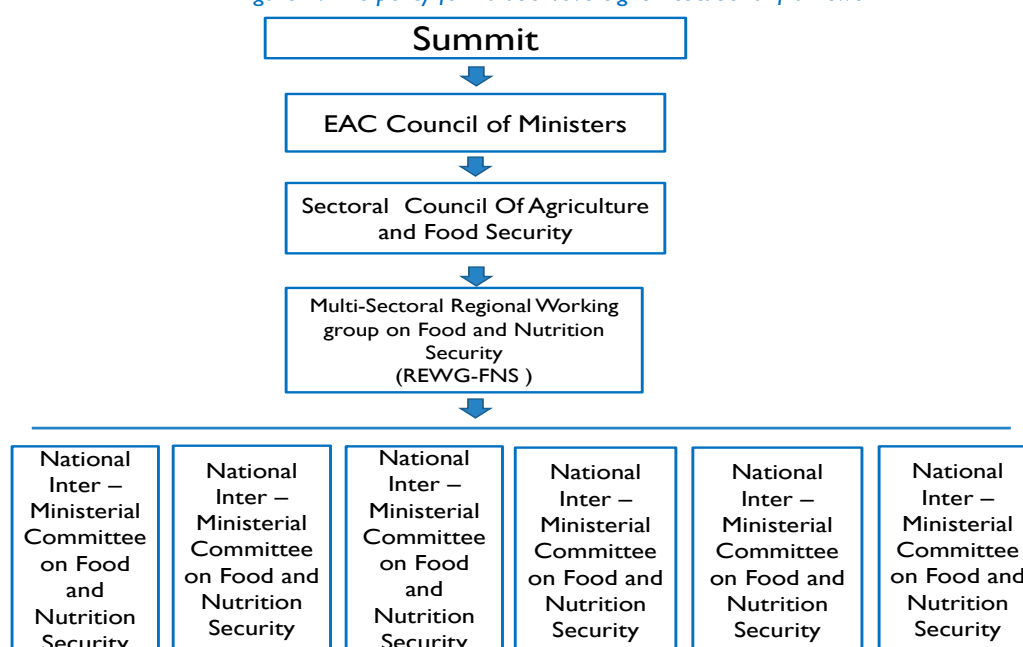 Summit
EAC Council of Ministers
Sectoral Council Of Agriculture
and Food Security
Multi-Sectoral Regional Working
group on Food and Nutrition
Security
(REWG-FNS )
National
Inter –
Ministerial
Committee
on Food
and
Nutrition
Security
National
Inter –
Ministerial
Committee
on Food and
Nutrition
Security
National
Inter –
Ministerial
Committee
on Food
and
Nutrition
Security
National
Inter –
Ministerial
Committee
on Food and
Nutrition
Security
National
Inter –
Ministerial
Committee
on Food and
Nutrition
Security
National
Inter –
Ministerial
Committee
on Food and
Nutrition
Security